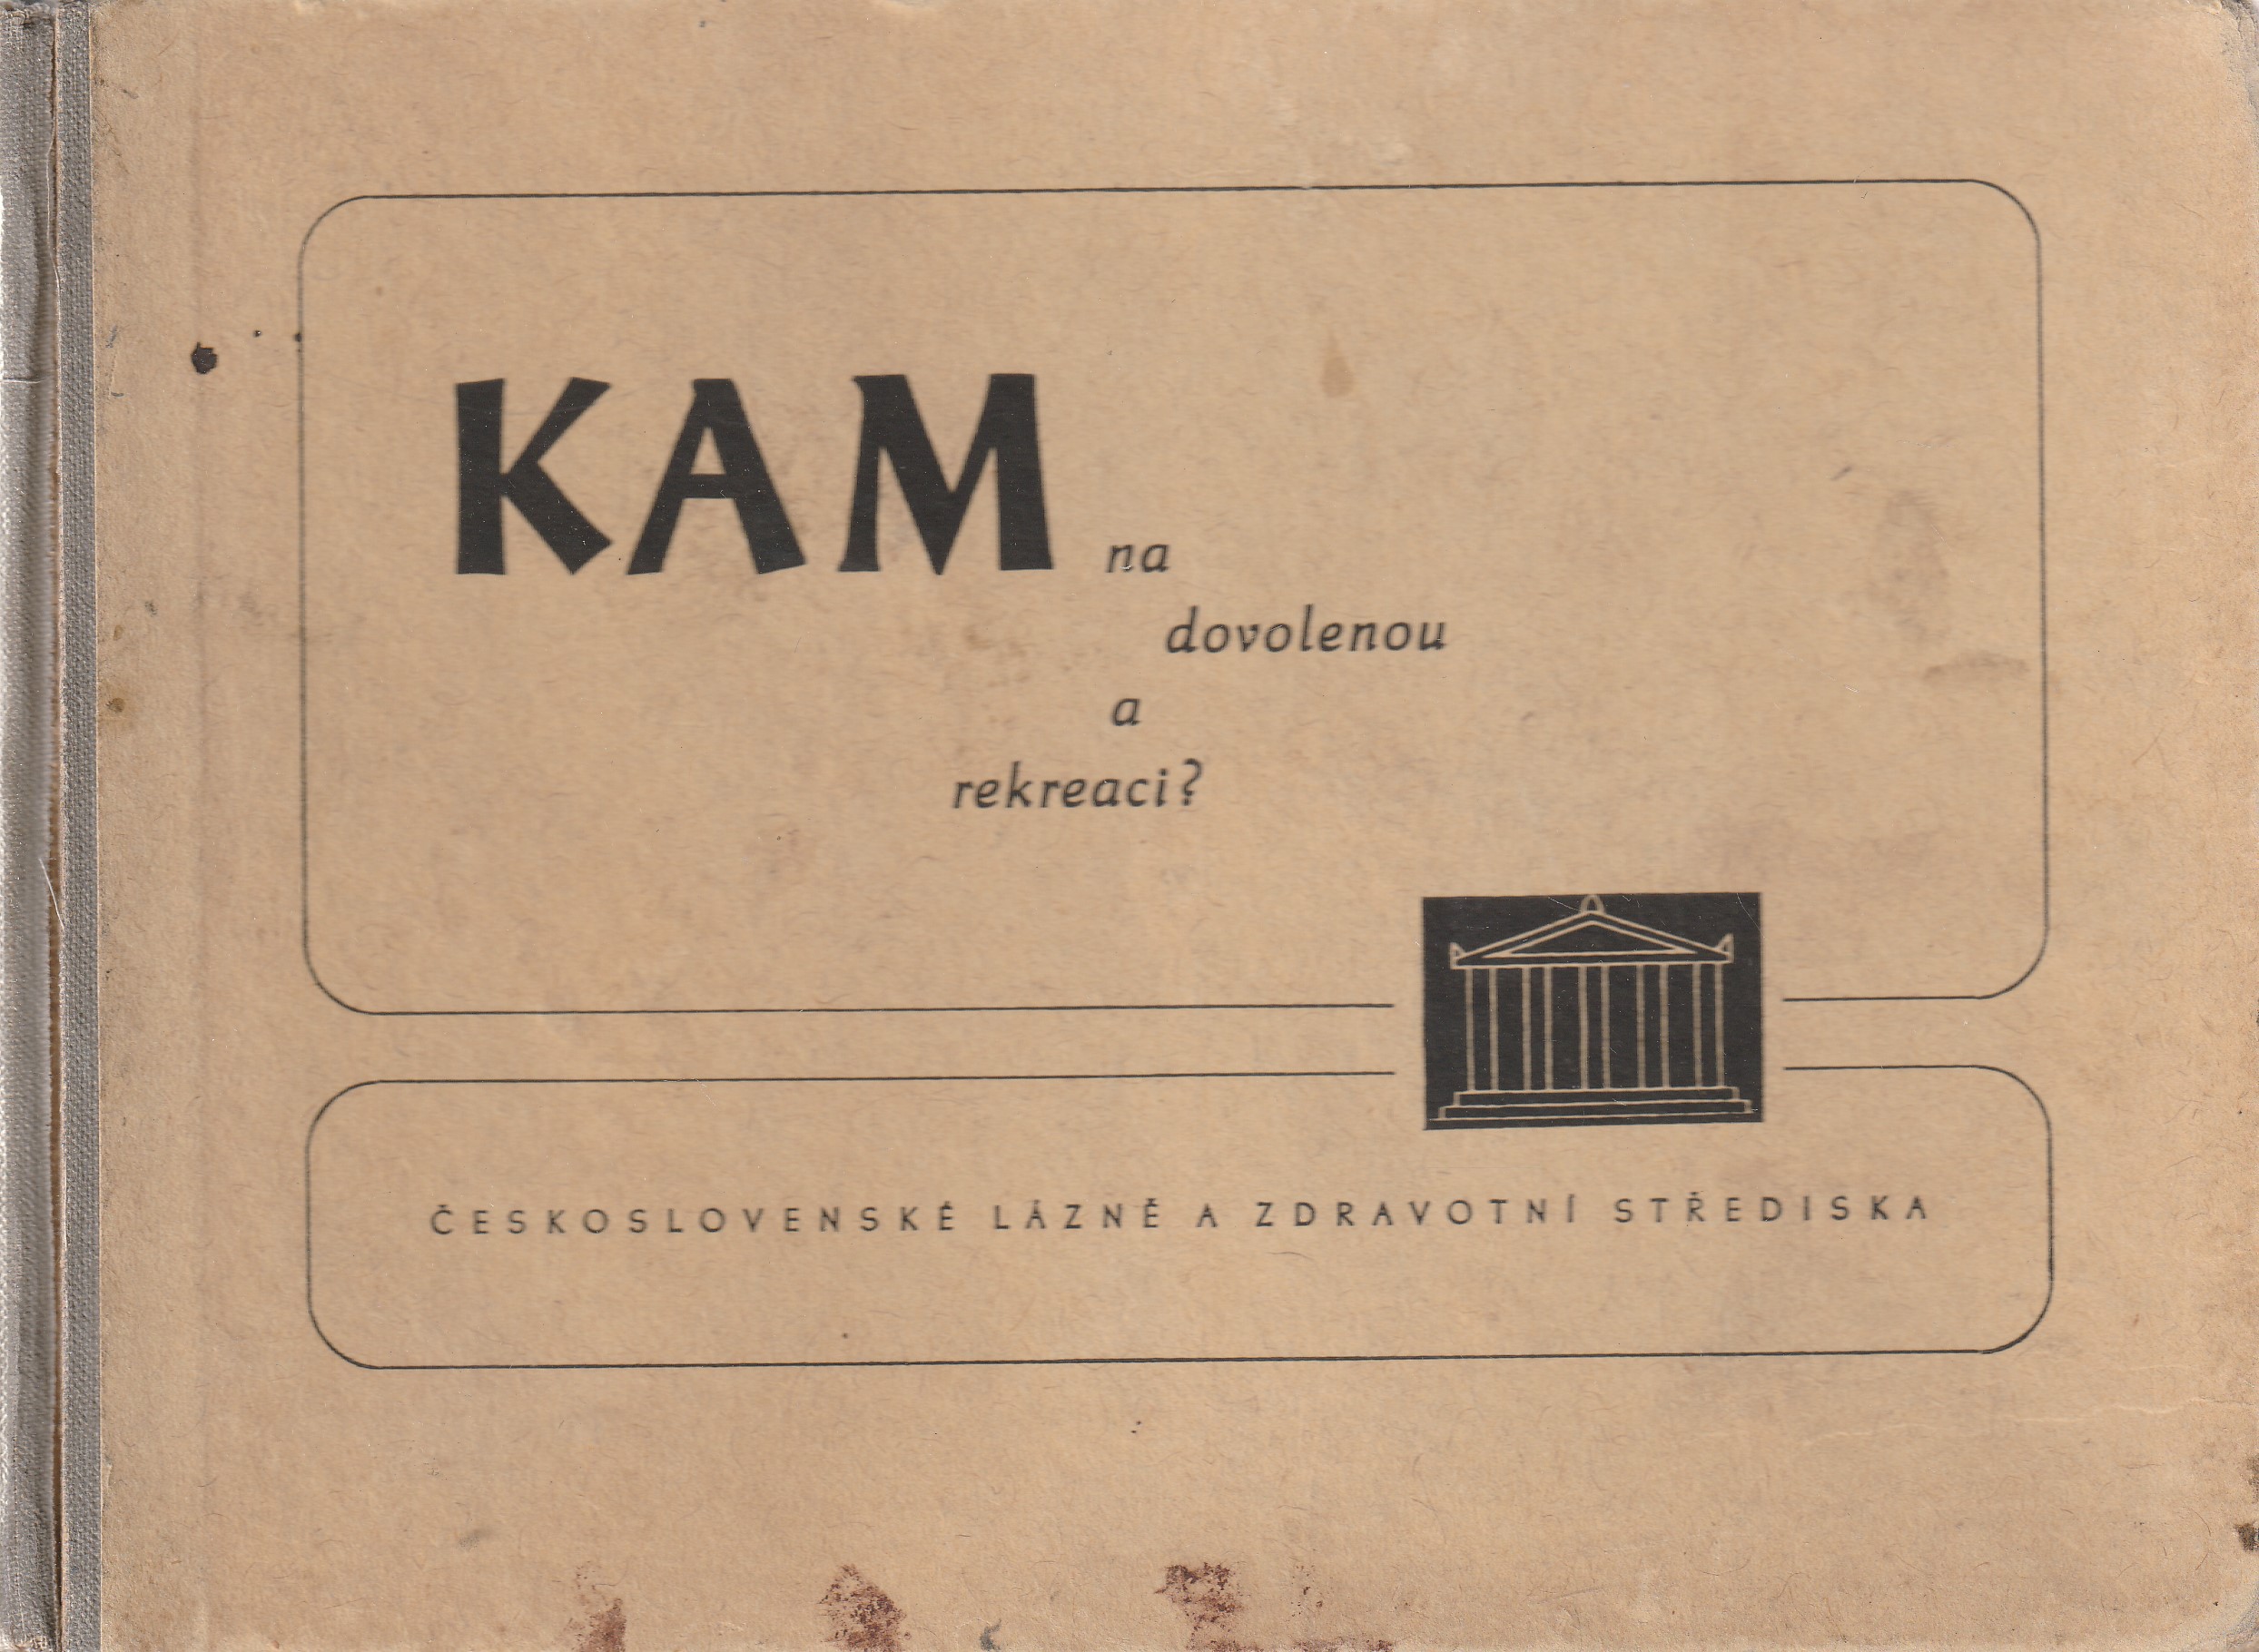 KAM na
dovolenou
a
rekreaci?
ČESKOSLOVENSKÉ LÁZNĚ A ZDRAVOTNÍ STŘEDISKA